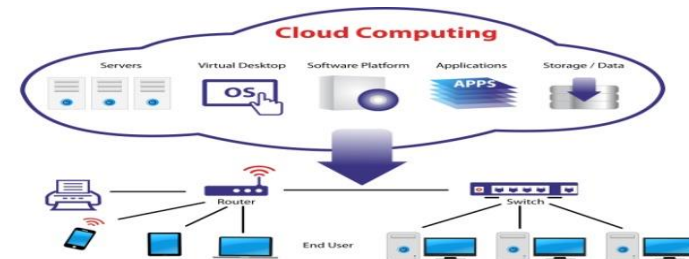 Cloud Computing
Servers Virtual Desktop Software Platform Applications Storage / Data
OS APPS
Router Switch
End User